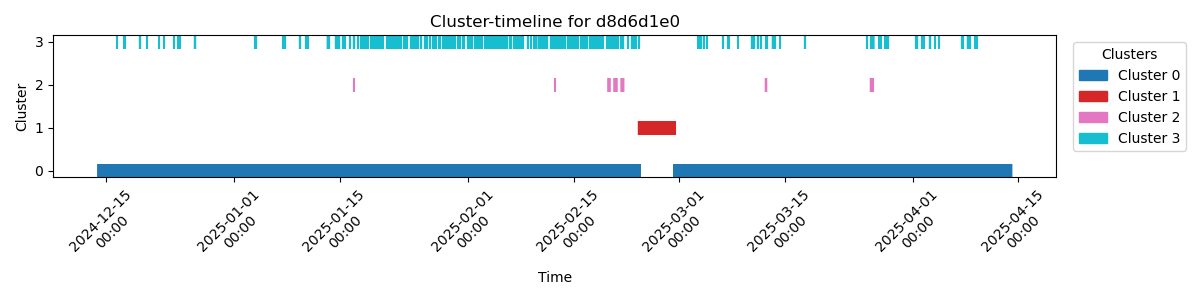 Cluster-timeline for d8d6d1e0
Cluster
3
2
1
0
2024-12-15
00:00
2025-01-01
00:00
2025-01-15
00:00
2025-02-01
00:00
2025-02-15
00:00
2025-03-01
00:00
2025-03-15
00:00
2025-04-01
00:00
2025-04-15
00:00
Time
Clusters
Cluster 0
Cluster 1
Cluster 2
Cluster 3